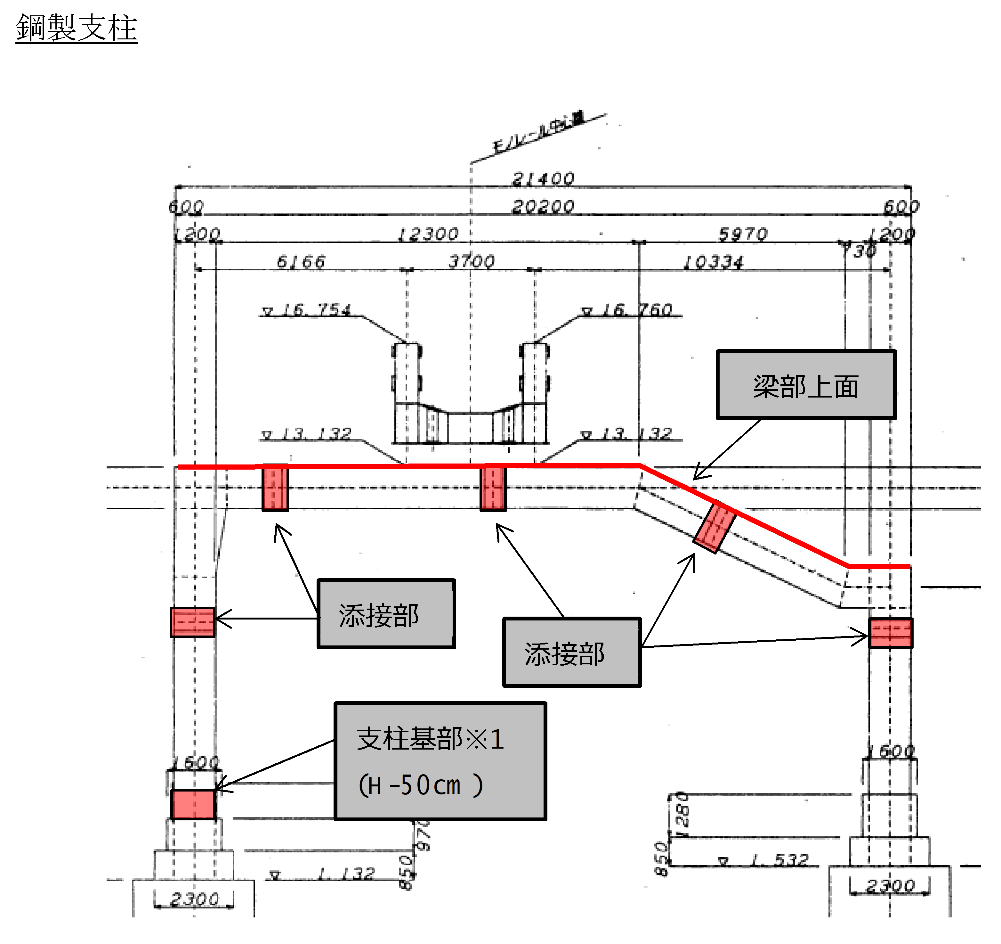 鋼製支柱
モノレール中心線
21400
600 20200 600
1200 12300 5970 1200
730
6166 3700 10334
▽16.754 ▽16.760
梁部上面
▽13.132 ▽13.132
添接部
添接部
支柱基部※1
(H-50cm)
1600 1600
970 1280
850 850
▽1.132 ▽1.532
2300 2300